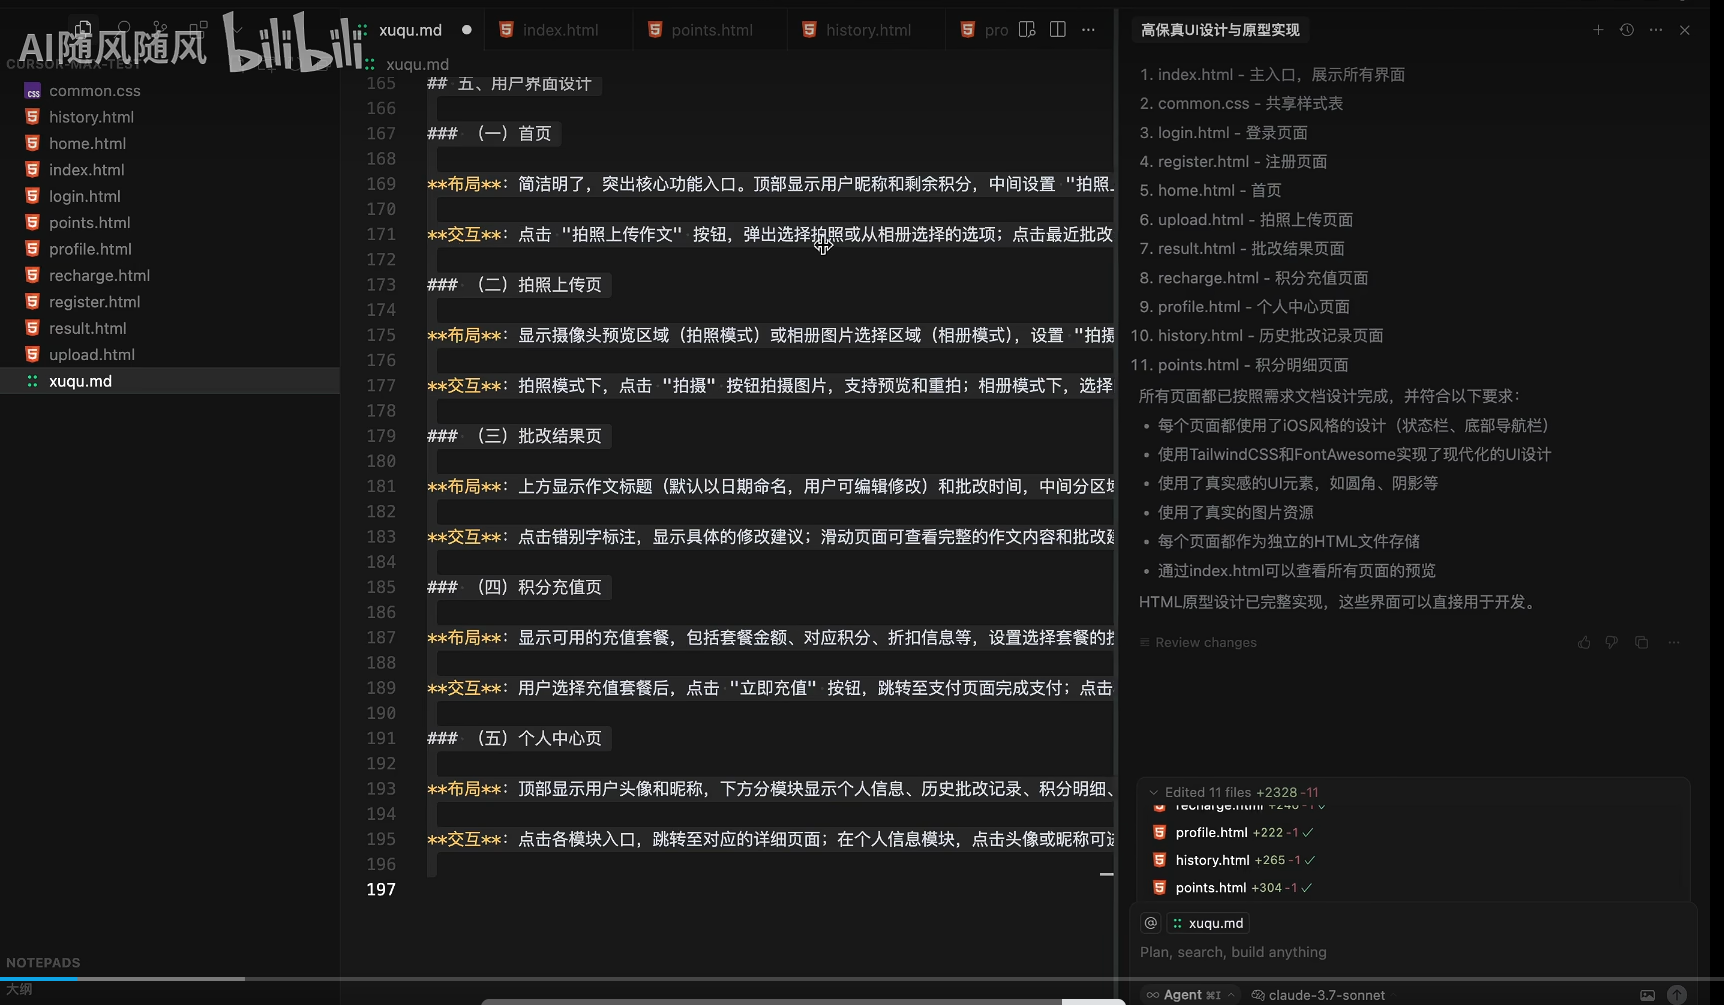 AI随风随风 bilibili
CURSOR-MAX-TEST
common.css
history.html
home.html
index.html
login.html
points.html
profile.html
recharge.html
register.html
result.html
upload.html
xuqu.md
NOTEPADS
大纲
xuqu.md
index.html
points.html
history.html
pro
xuqu.md
165 ## 五、用户界面设计
166
167 ### （一）首页
168
169 **布局**：简洁明了，突出核心功能入口。顶部显示用户昵称和剩余积分，中间设置 "拍照
170
171 **交互**：点击 "拍照上传作文" 按钮，弹出选择拍照或从相册选择的选项；点击最近批改
172
173 ### （二）拍照上传页
174
175 **布局**：显示摄像头预览区域（拍照模式）或相册图片选择区域（相册模式），设置 "拍摄
176
177 **交互**：拍照模式下，点击 "拍摄" 按钮拍摄图片，支持预览和重拍；相册模式下，选择
178
179 ### （三）批改结果页
180
181 **布局**：上方显示作文标题（默认以日期命名，用户可编辑修改）和批改时间，中间分区域
182
183 **交互**：点击错别字标注，显示具体的修改建议；滑动页面可查看完整的作文内容和批改建
184
185 ### （四）积分充值页
186
187 **布局**：显示可用的充值套餐，包括套餐金额、对应积分、折扣信息等，设置选择套餐的
188
189 **交互**：用户选择充值套餐后，点击 "立即充值" 按钮，跳转至支付页面完成支付；点击
190
191 ### （五）个人中心页
192
193 **布局**：顶部显示用户头像和昵称，下方分模块显示个人信息、历史批改记录、积分明细、
194
195 **交互**：点击各模块入口，跳转至对应的详细页面；在个人信息模块，点击头像或昵称可
196
197
高保真UI设计与原型实现
1. index.html - 主入口，展示所有界面
2. common.css - 共享样式表
3. login.html - 登录页面
4. register.html - 注册页面
5. home.html - 首页
6. upload.html - 拍照上传页面
7. result.html - 批改结果页面
8. recharge.html - 积分充值页面
9. profile.html - 个人中心页面
10. history.html - 历史批改记录页面
11. points.html - 积分明细页面
所有页面都已按照需求文档设计完成，并符合以下要求：
• 每个页面都使用了iOS风格的设计（状态栏、底部导航栏）
• 使用TailwindCSS和FontAwesome实现了现代化的UI设计
• 使用了真实感的UI元素，如圆角、阴影等
• 使用了真实的图片资源
• 每个页面都作为独立的HTML文件存储
• 通过index.html可以查看所有页面的预览
HTML原型设计已完整实现，这些界面可以直接用于开发。
Review changes
Edited 11 files +2328 -11
recharge.html +246 -1
profile.html +222 -1
history.html +265 -1
points.html +304 -1
@ xuqu.md
Plan, search, build anything
Agent ⌘I
claude-3.7-sonnet